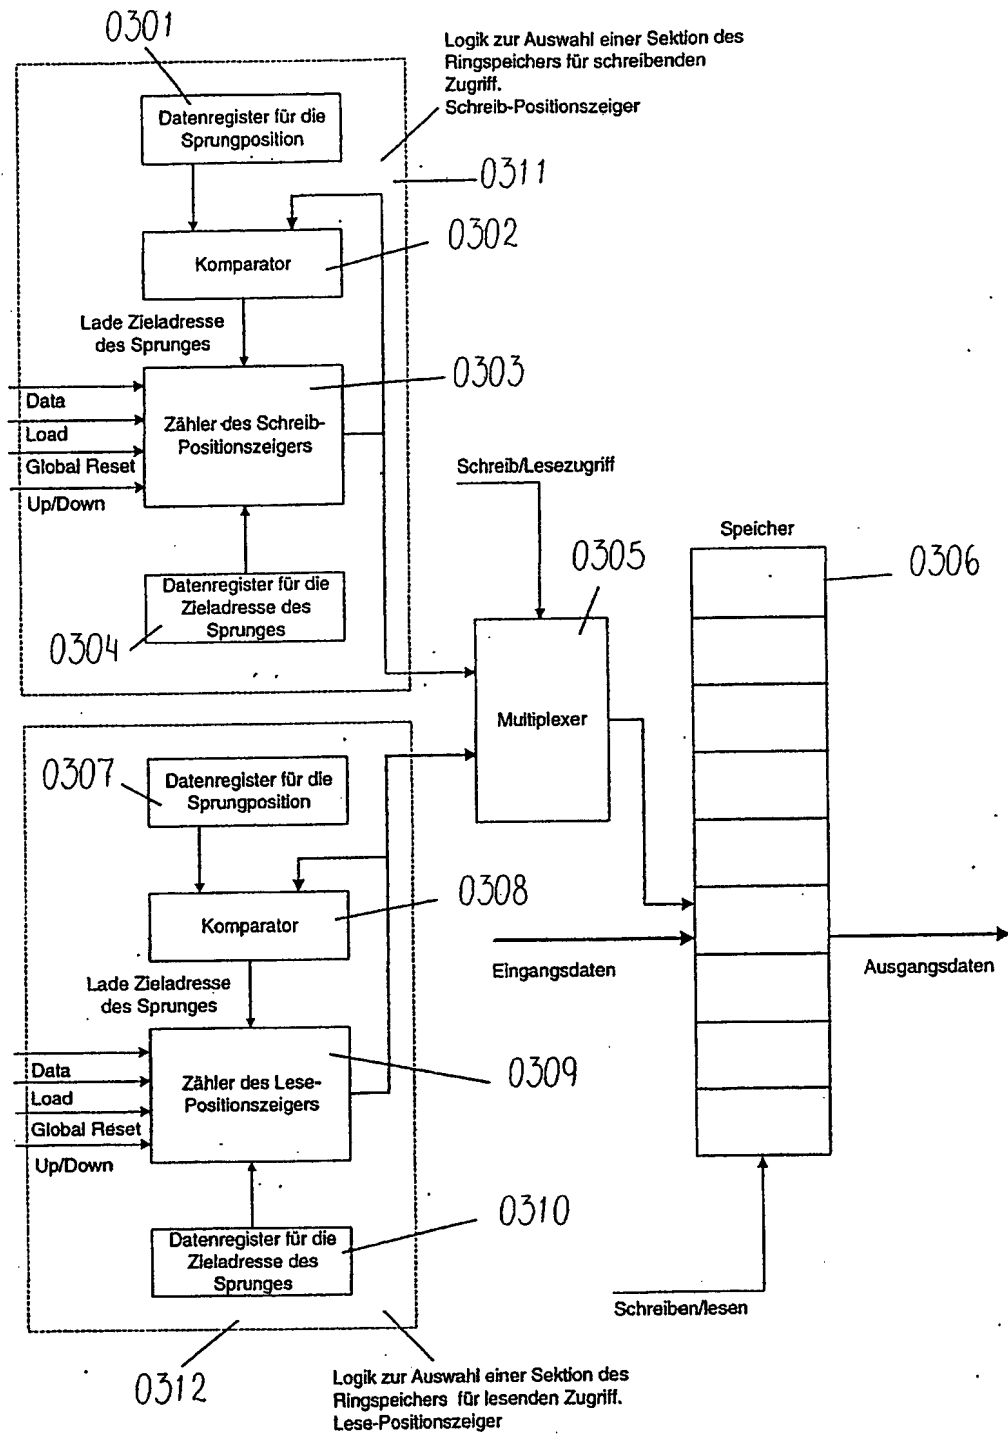 0301
Logik zur Auswahl einer Sektion des
Ringspeichers für schreibenden
Zugriff.
Schreib-Positionszeiger
Datenregister für die
Sprungposition
0311
0302
Komparator
Lade Zieladresse
des Sprunges
0303
Data
Load
Global Reset
Up/Down
Zähler des Schreib-
Positionszeigers
Schreib/Lesezugriff
Speicher
0305
0306
Datenregister für die
Zieladresse des
Sprunges
0304
Multiplexer
0307
Datenregister für die
Sprungposition
0308
Komparator
Eingangsdaten
Ausgangsdaten
Lade Zieladresse
des Sprunges
0309
Data
Load
Global Reset
Up/Down
Zähler des Lese-
Positionszeigers
0310
Datenregister für die
Zieladresse des
Sprunges
Schreiben/lesen
0312
Logik zur Auswahl einer Sektion des
Ringspeichers für lesenden Zugriff.
Lese-Positionszeiger